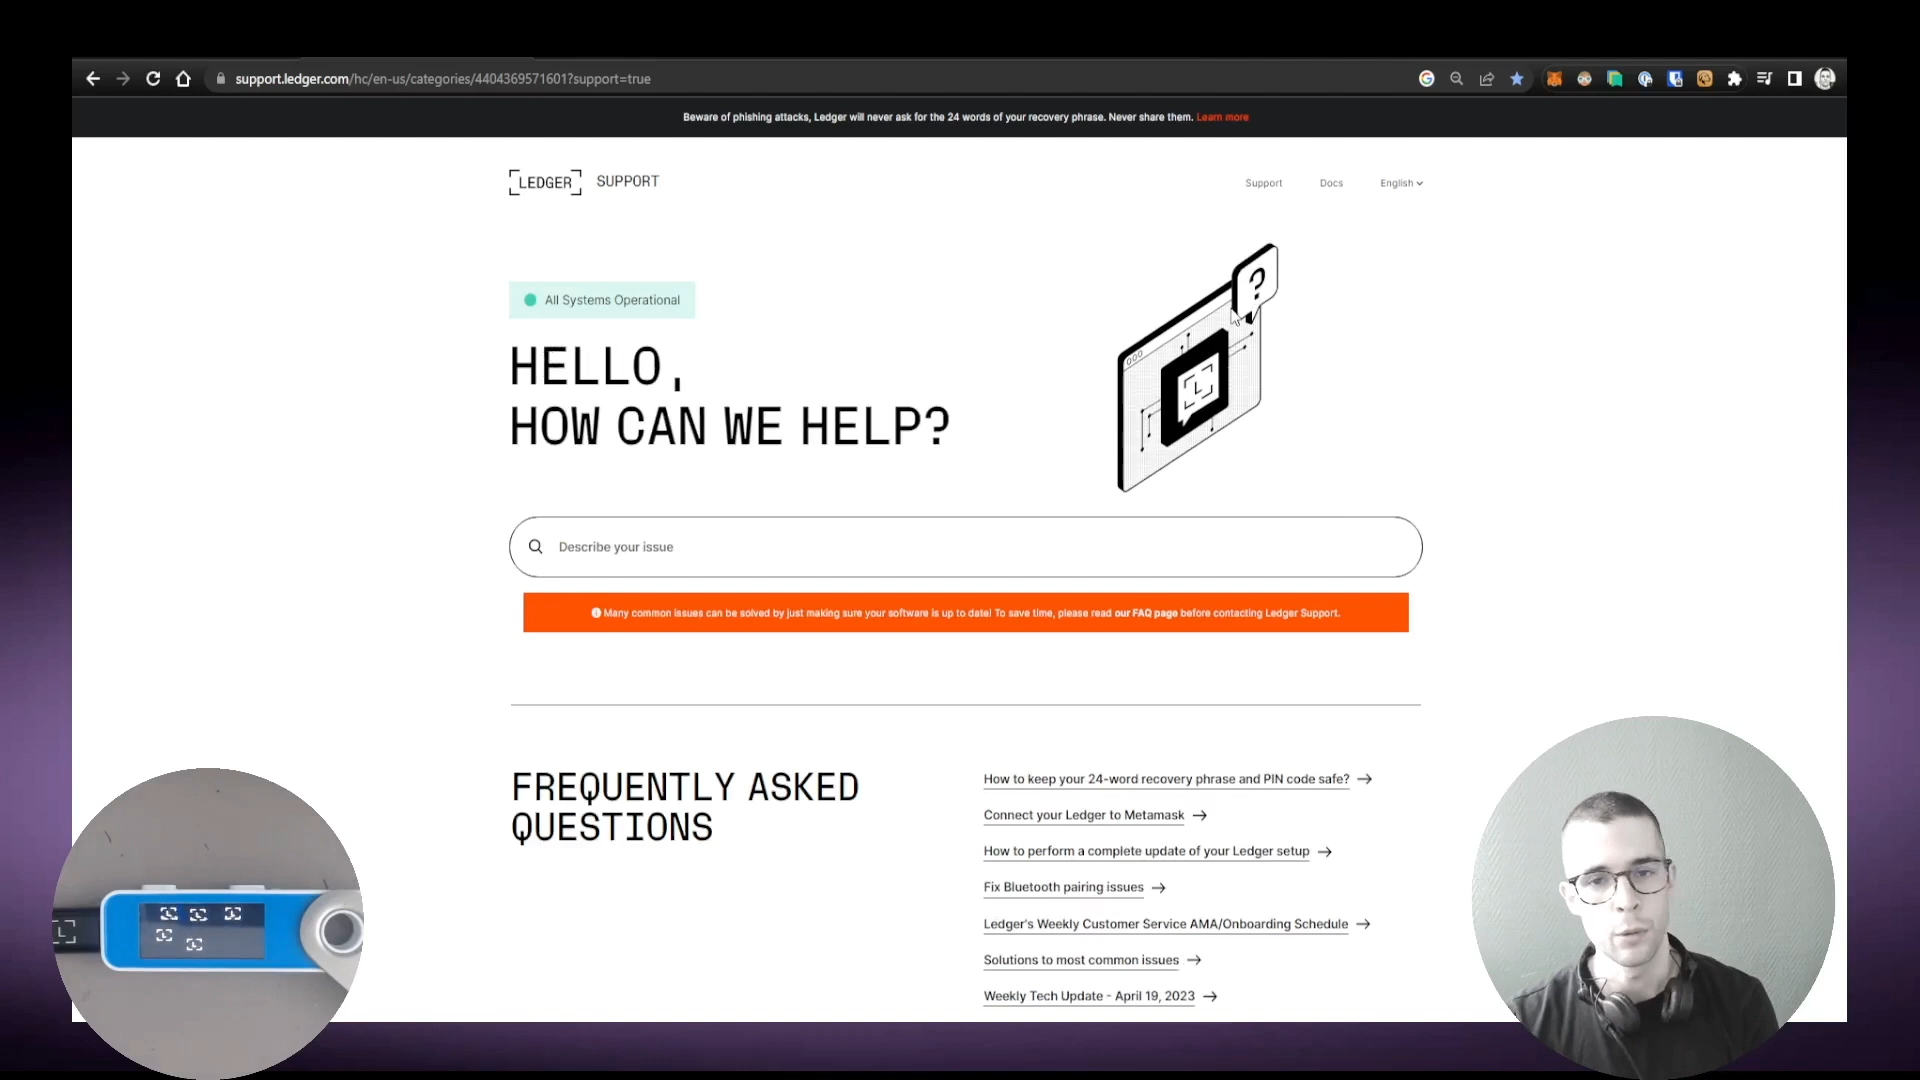 support.ledger.com/hc/en-us/categories/4404369571601?support=true
Beware of phishing attacks, Ledger will never ask for the 24 words of your recovery phrase. Never share them. Learn more
LEDGER SUPPORT
Support Docs English
All Systems Operational
HELLO,
HOW CAN WE HELP?
?
L
Describe your issue
Many common issues can be solved by just making sure your software is up to date! To save time, please read our FAQ page before contacting Ledger Support.
FREQUENTLY ASKED
QUESTIONS
How to keep your 24-word recovery phrase and PIN code safe?
Connect your Ledger to Metamask
How to perform a complete update of your Ledger setup
Fix Bluetooth pairing issues
Ledger's Weekly Customer Service AMA/Onboarding Schedule
Solutions to most common issues
Weekly Tech Update - April 19, 2023
L L L
L L
L